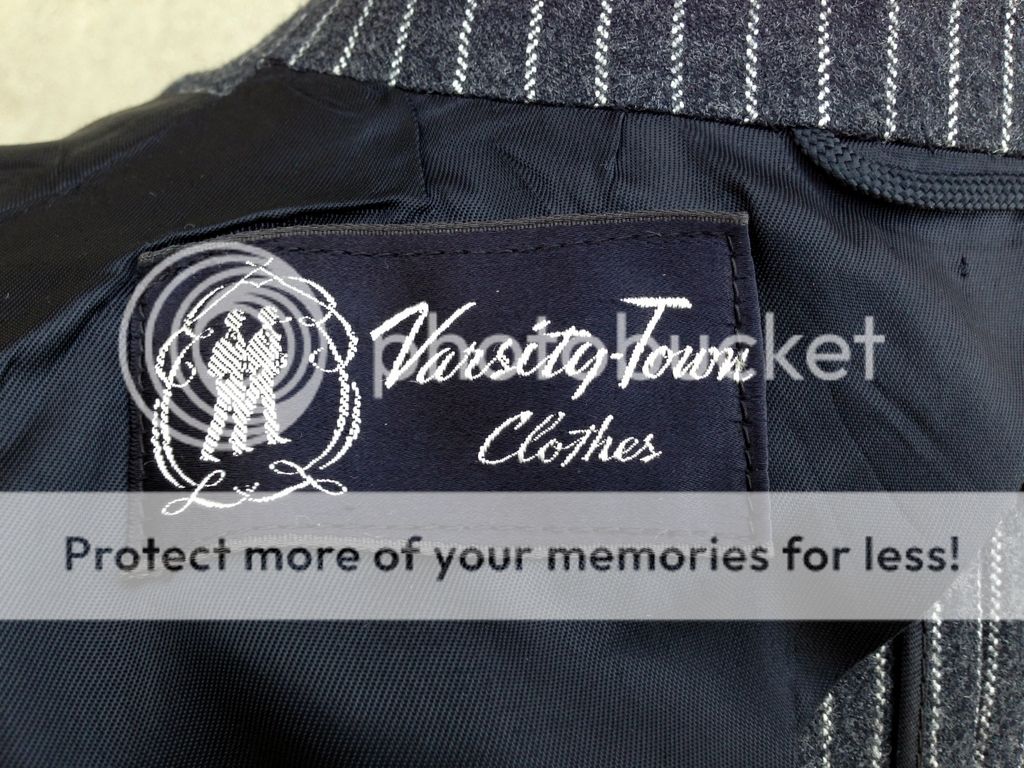 Varsity-Town
Clothes
photobucket
Protect more of your memories for less!